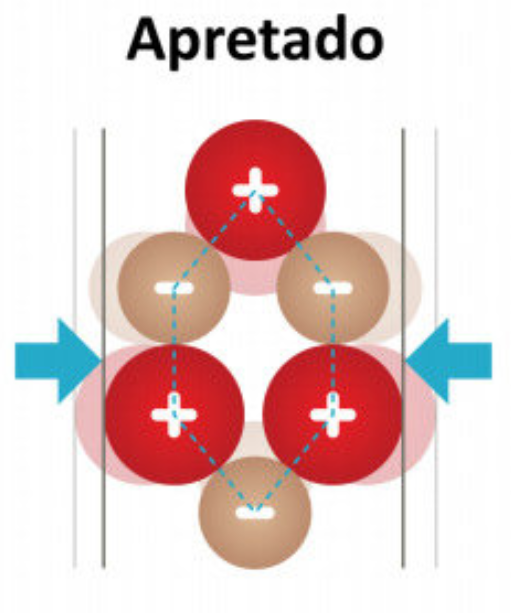 Apretado
+
- -
+ +
-